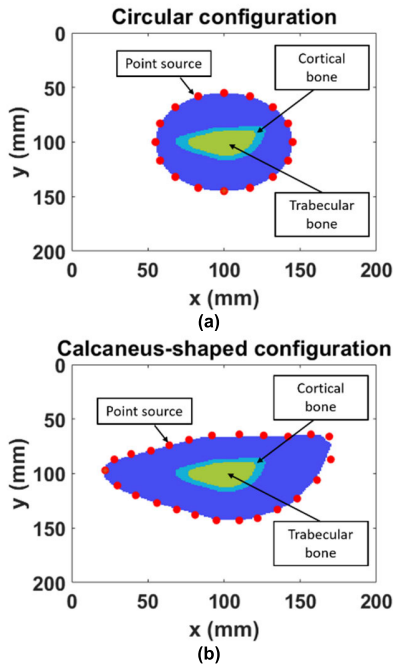 Circular configuration
0
50
100
150
200
y (mm)
Point source
Cortical
bone
Trabecular
bone
0
50
100
150
200
x (mm)
(a)
Calcaneus-shaped configuration
0
50
100
150
200
y (mm)
Point source
Cortical
bone
Trabecular
bone
0
50
100
150
200
x (mm)
(b)